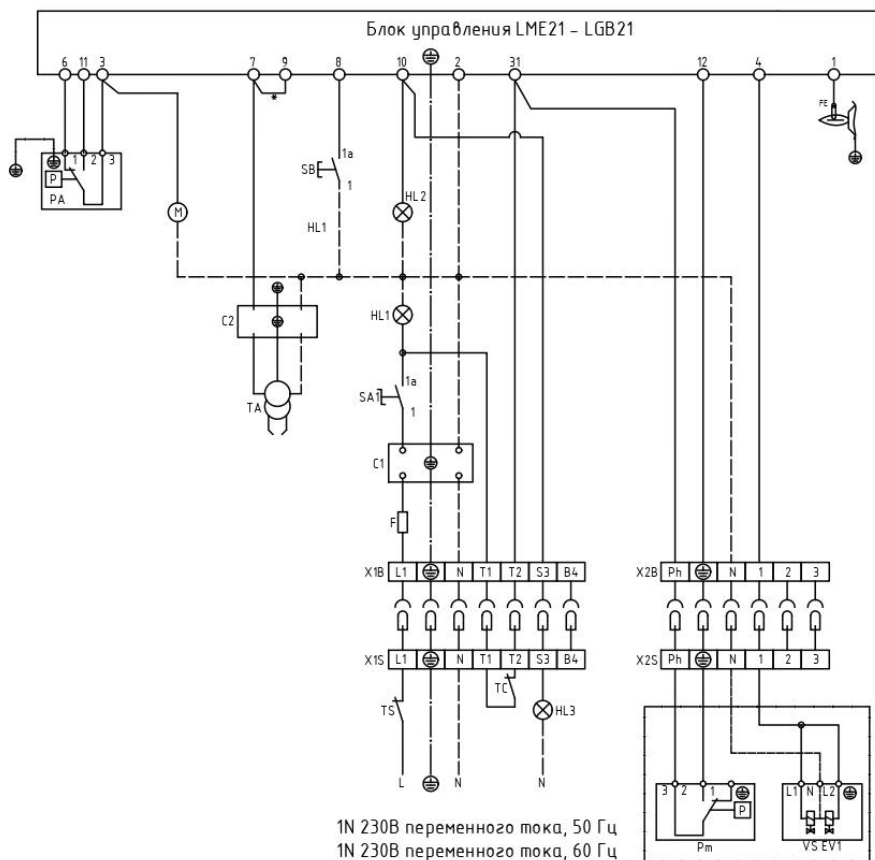 Блок управления LME21 - LGB21
6 11 3 7 9 8 10 2 31 12 4 1
*
FE
1 2 3
P
PA
SB
1a
1
HL2
M
HL1
C2
HL1
TA
1a
SA1
1
C1
F
X1B L1 N T1 T2 S3 B4
X2B Ph N 1 2 3
X1S L1 N T1 T2 S3 B4
X2S Ph N 1 2 3
TS
TC
HL3
L N N
3 2 1
P
Pm
L1 N L2
VS EV1
1N 230В переменного тока, 50 Гц
1N 230В переменного тока, 60 Гц